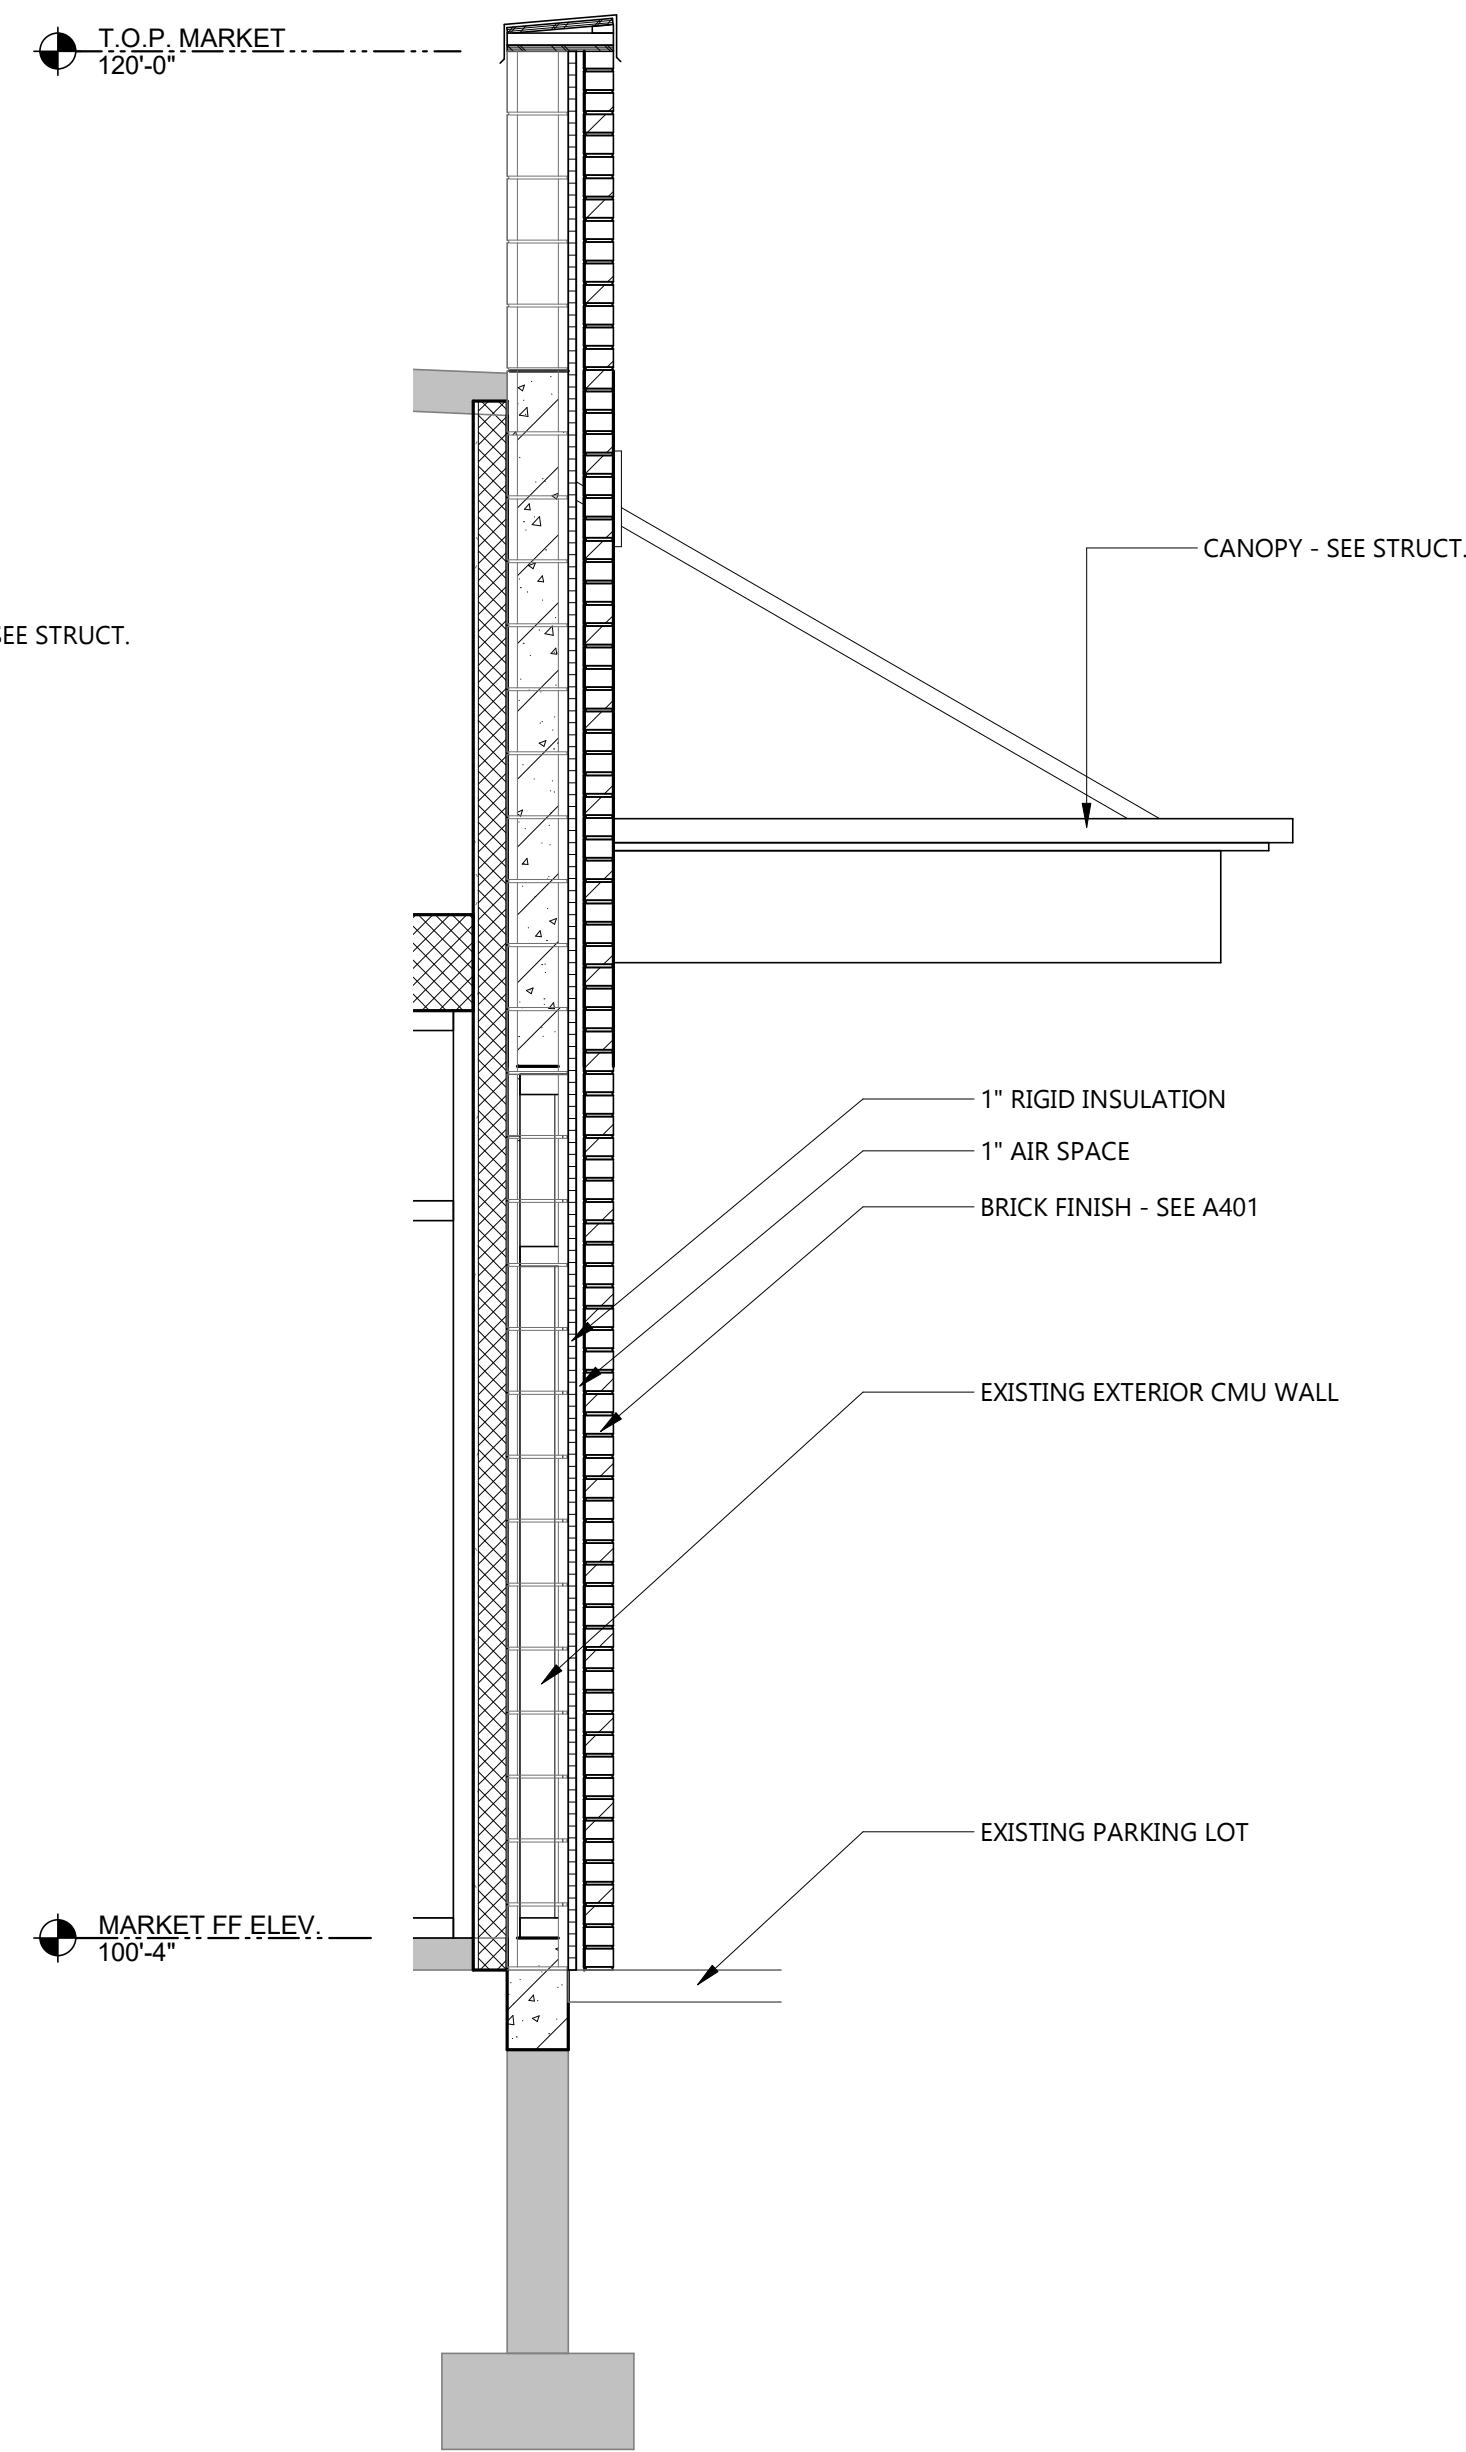 T.O.P. MARKET
120'-0"
CANOPY - SEE STRUCT.
SEE STRUCT.
1" RIGID INSULATION
1" AIR SPACE
BRICK FINISH - SEE A401
EXISTING EXTERIOR CMU WALL
EXISTING PARKING LOT
MARKET FF ELEV.
100'-4"